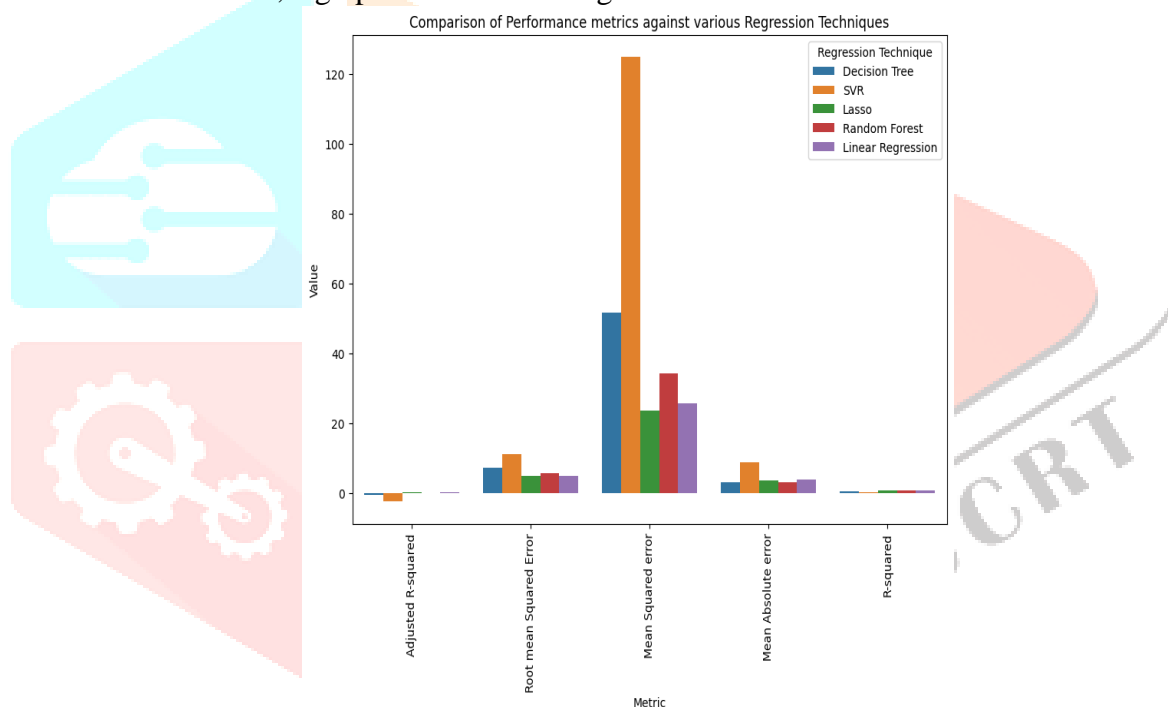 Comparison of Performance metrics against various Regression Techniques
Regression Technique
Decision Tree
SVR
Lasso
Random Forest
Linear Regression
Value
120
100
80
60
40
20
0
Adjusted R-squared
Root mean Squared Error
Mean Squared error
Mean Absolute error
R-squared
Metric
CRT